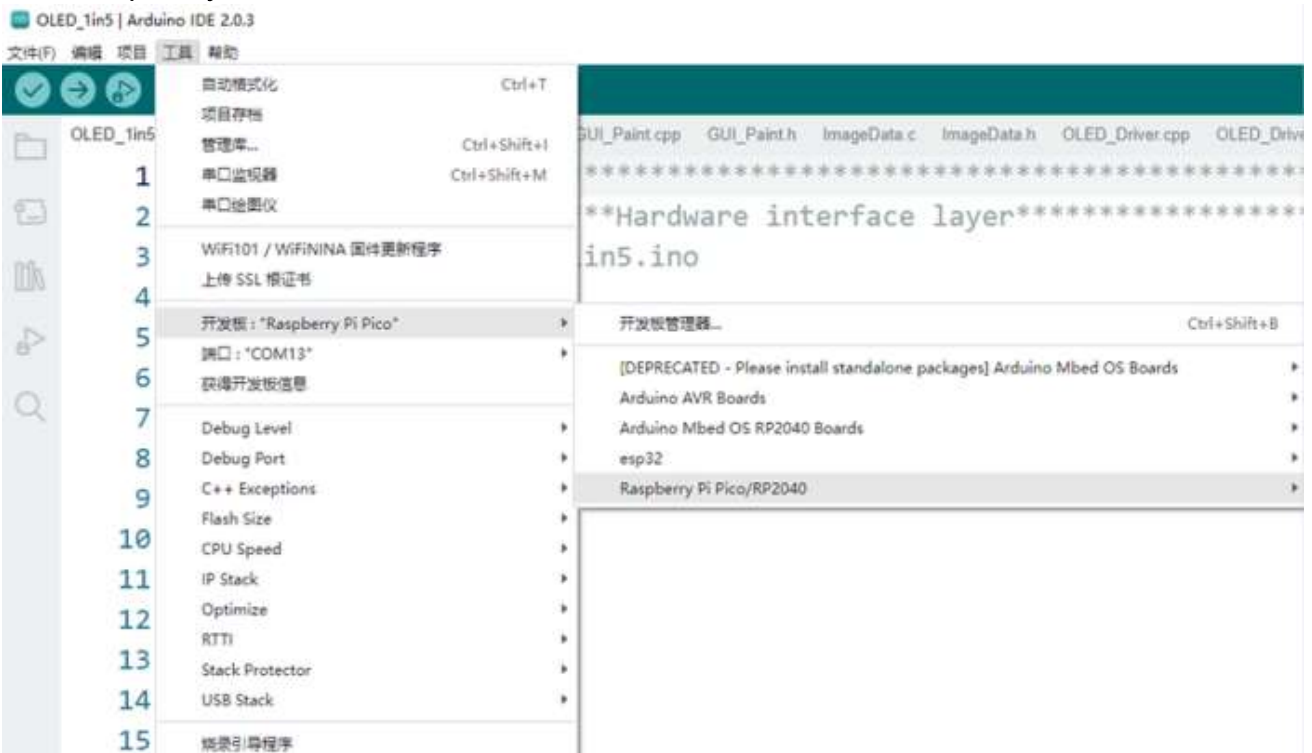 OLED_1in5 | Arduino IDE 2.0.3
文件(F) 编辑 项目 工具 帮助
自动格式化 Ctrl+T
项目存档
管理库... Ctrl+Shift+I
串口监视器 Ctrl+Shift+M
串口绘图仪
WiFi101 / WiFiNINA 固件更新程序
上传 SSL 根证书
开发板 : "Raspberry Pi Pico"
端口 : "COM13"
获得开发板信息
Debug Level
Debug Port
C++ Exceptions
Flash Size
CPU Speed
IP Stack
Optimize
RTTI
Stack Protector
USB Stack
烧录引导程序
开发板管理器... Ctrl+Shift+B
[DEPRECATED - Please install standalone packages] Arduino Mbed OS Boards
Arduino AVR Boards
Arduino Mbed OS RP2040 Boards
esp32
Raspberry Pi Pico/RP2040
OLED_1in5 GUI_Paint.cpp GUI_Paint.h ImageData.c ImageData.h OLED_Driver.cpp OLED_Drive
1 ******************************************
2 **Hardware interface layer******************
3 in5.ino
4
5
6
7
8
9
10
11
12
13
14
15